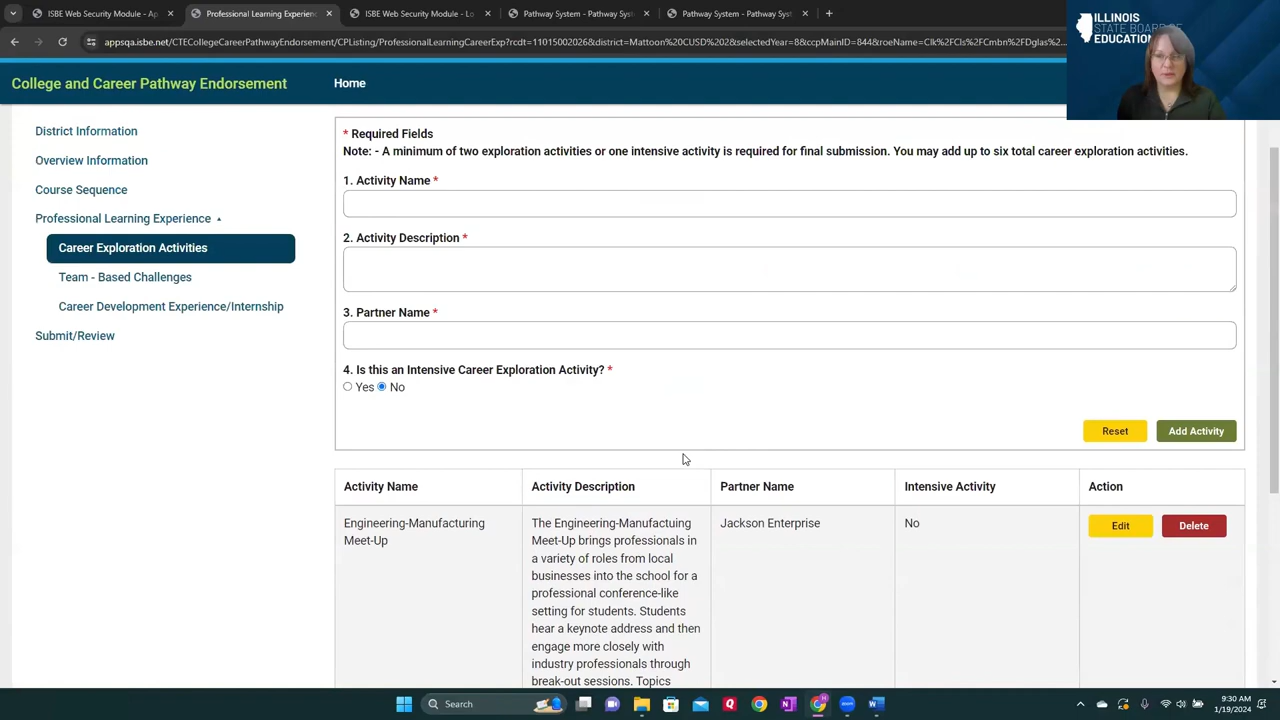 ISBE Web Security Module - Ap
Professional Learning Experienc
ISBE Web Security Module - Lo
Pathway System - Pathway Syst
Pathway System - Pathway Syst
appsqa.isbe.net/CTECollegeCareerPathwayEndorsement/CPListing/ProfessionalLearningCareerExp?rcdt=11015002026&district=Mattoon%20CUSD%202&selectedYear=8&ccpMainID=844&roeName=Clk%2FCls%2FCmbn%2FDglas...
ILLINOIS
STATE BOARD OF
EDUCATION
College and Career Pathway Endorsement
Home
District Information
Overview Information
Course Sequence
Professional Learning Experience
Career Exploration Activities
Team - Based Challenges
Career Development Experience/Internship
Submit/Review
* Required Fields
Note: - A minimum of two exploration activities or one intensive activity is required for final submission. You may add up to six total career exploration activities.
1. Activity Name *
2. Activity Description *
3. Partner Name *
4. Is this an Intensive Career Exploration Activity? *
Yes No
Reset Add Activity
Activity Name Activity Description Partner Name Intensive Activity Action
Engineering-Manufacturing
Meet-Up
The Engineering-Manufactuing
Meet-Up brings professionals in
a variety of roles from local
businesses into the school for a
professional conference-like
setting for students. Students
hear a keynote address and then
engage more closely with
industry professionals through
break-out sessions. Topics
Jackson Enterprise
No
Edit Delete
Search
9:30 AM
1/19/2024